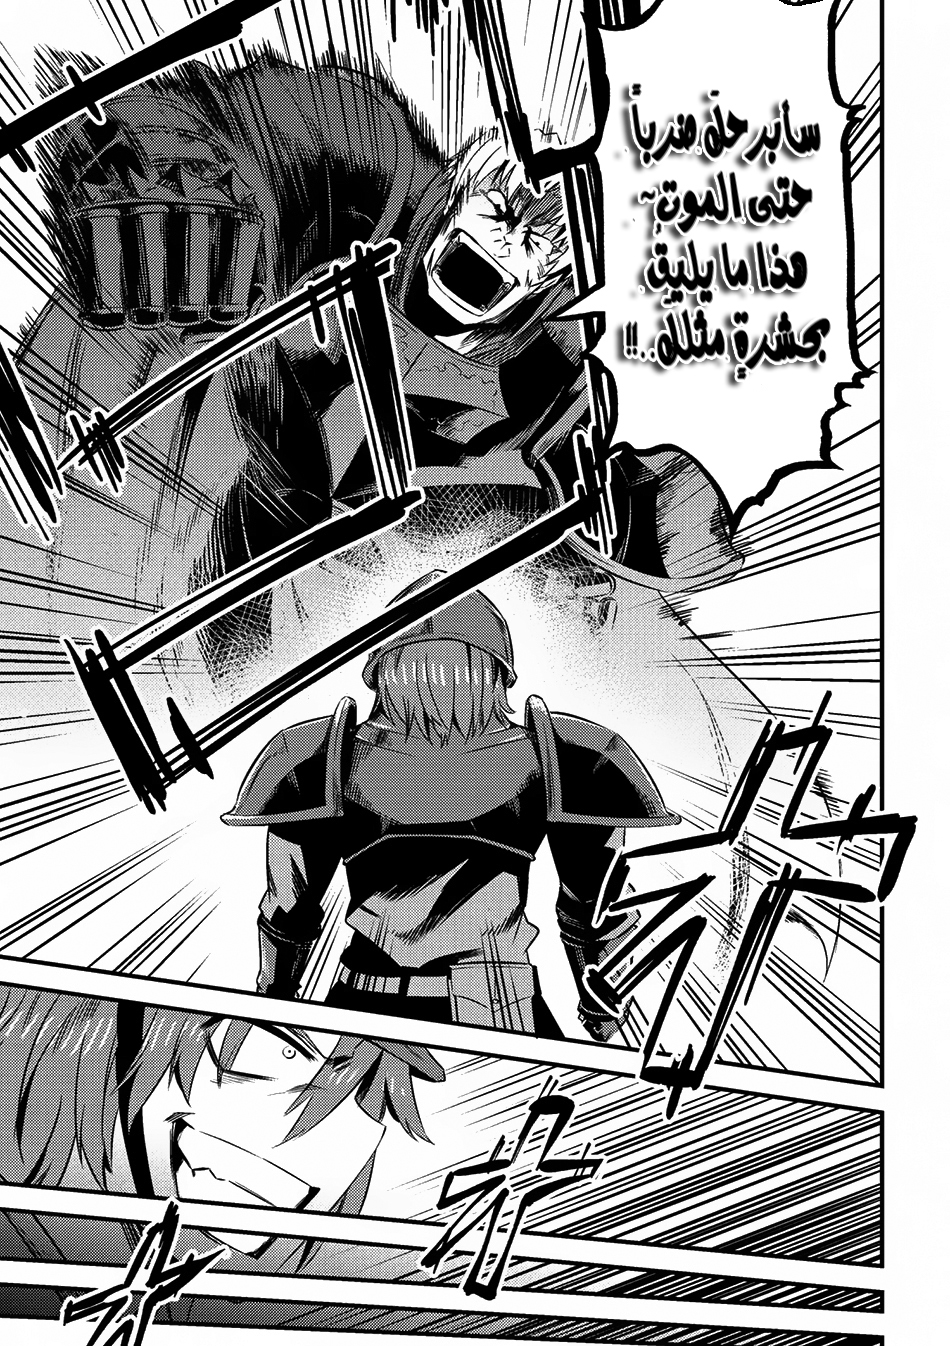 سأبرحك ضرباً
حتى الموت~
هذا ما يليق
بحشرةٍ مثلك..!!